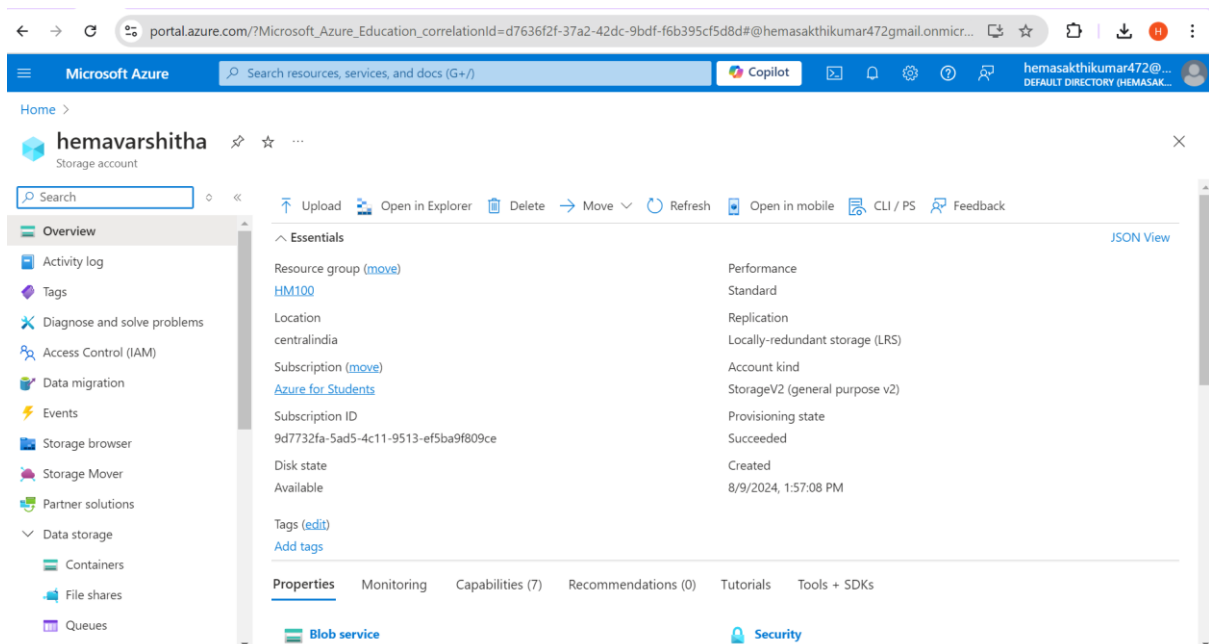 portal.azure.com/?Microsoft_Azure_Education_correlationId=d7636f2f-37a2-42dc-9bdf-f6b395cf5d8d#@hemasakthikumar472gmail.onmicr...
H
Microsoft Azure
Search resources, services, and docs (G+/)
Copilot
hemasakthikumar472@...
DEFAULT DIRECTORY (HEMASAK...
Home >
hemavarshitha
Storage account
Search
Overview
Activity log
Tags
Diagnose and solve problems
Access Control (IAM)
Data migration
Events
Storage browser
Storage Mover
Partner solutions
Data storage
Containers
File shares
Queues
Upload Open in Explorer Delete Move Refresh Open in mobile CLI / PS Feedback
Essentials
JSON View
Resource group (move)
HM100
Location
centralindia
Subscription (move)
Azure for Students
Subscription ID
9d7732fa-5ad5-4c11-9513-ef5ba9f809ce
Disk state
Available
Performance
Standard
Replication
Locally-redundant storage (LRS)
Account kind
StorageV2 (general purpose v2)
Provisioning state
Succeeded
Created
8/9/2024, 1:57:08 PM
Tags (edit)
Add tags
Properties Monitoring Capabilities (7) Recommendations (0) Tutorials Tools + SDKs
Blob service
Security